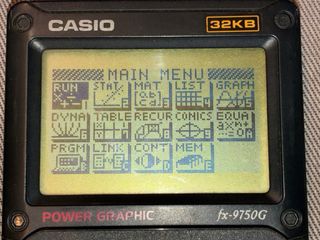 CASIO 32KB
MAIN MENU
RUN STAT MAT LIST GRAPH
DYNA TABLE RECUR CONICS EQUA
PRGM LINK CONT MEM
POWER GRAPHIC fx-9750G